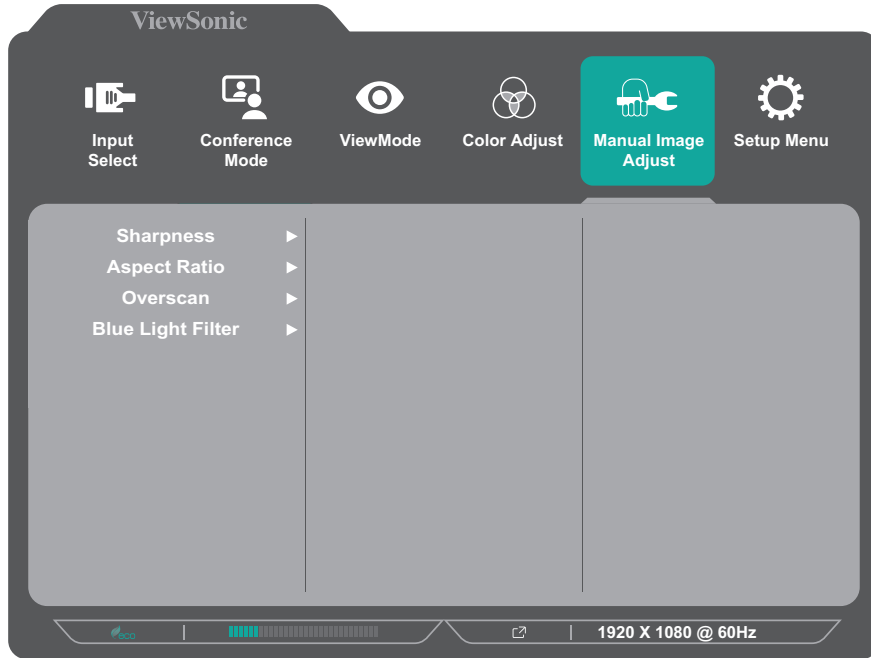 ViewSonic
Input
Select
Conference
Mode
ViewMode
Color Adjust
Manual Image
Adjust
Setup Menu
Sharpness
Aspect Ratio
Overscan
Blue Light Filter
eco
1920 X 1080 @ 60Hz